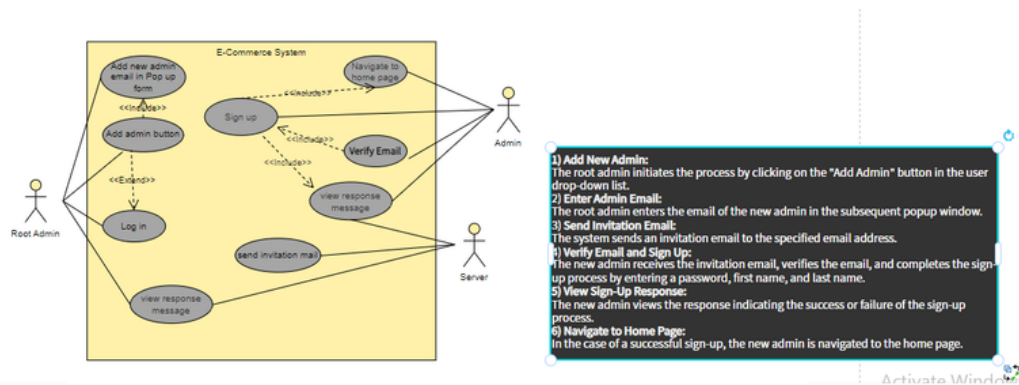 E-Commerce System
Add new admin
email in Pop up
form
<<Include>>
Add admin button
<<Extend>>
Log in
view response
message
Root Admin
Navigate to
home page
<<Include>>
Sign up
<<Include>>
Verify Email
<<Include>>
view response
message
send invitation mail
Admin
Server
1) Add New Admin:
The root admin initiates the process by clicking on the "Add Admin" button in the user
drop-down list.
2) Enter Admin Email:
The root admin enters the email of the new admin in the subsequent popup window.
3) Send Invitation Email:
The system sends an invitation email to the specified email address.
4) Verify Email and Sign Up:
The new admin receives the invitation email, verifies the email, and completes the sign-
up process by entering a password, first name, and last name.
5) View Sign-Up Response:
The new admin views the response indicating the success or failure of the sign-up
process.
6) Navigate to Home Page:
In the case of a successful sign-up, the new admin is navigated to the home page.
Activate Windo